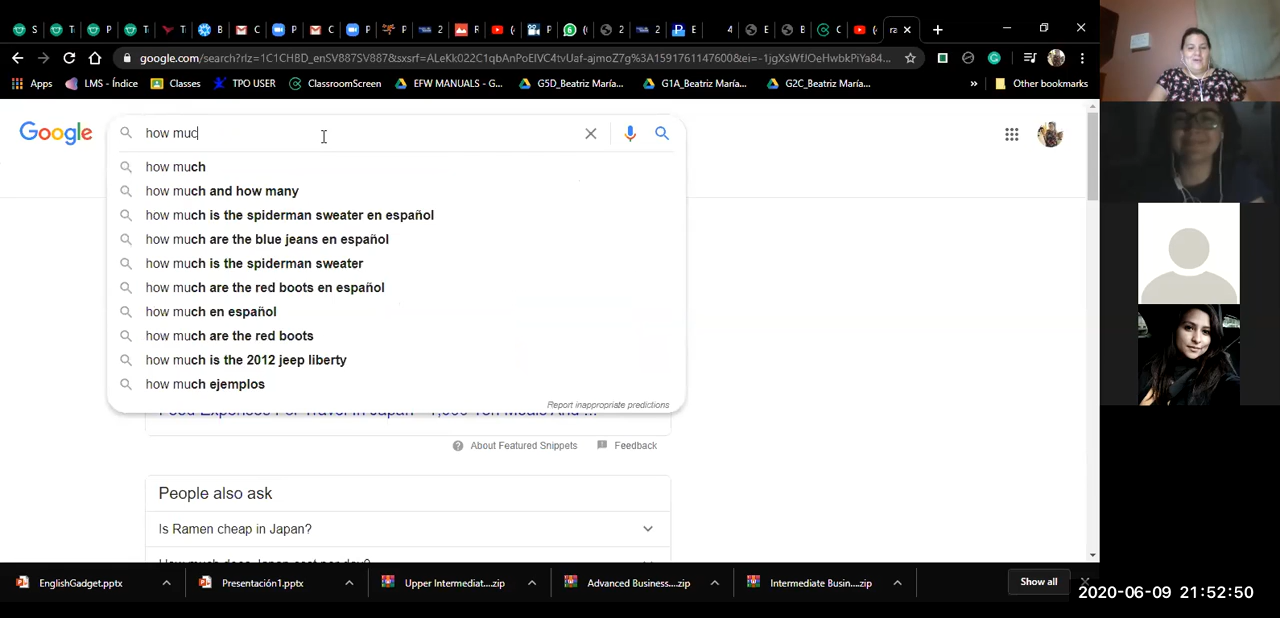 S T P T V B C P C P P 2 R ( P ( 2 2 P E 4 E B C ( ra
google.com/search?rlz=1C1CHBD_enSV887SV887&sxsrf=ALeKk022C1qbAnPoEIVC4tvUaf-ajmoZ7g%3A1591761147600&ei=-1jgXsWfJOeHwbkPiYa84...
Apps LMS - Índice Classes TPO USER ClassroomScreen EFW MANUALS - G... G5D_Beatriz María... G1A_Beatriz María... G2C_Beatriz María... » Other bookmarks
Google how muc
how much
how much and how many
how much is the spiderman sweater en español
how much are the blue jeans en español
how much is the spiderman sweater
how much are the red boots en español
how much en español
how much are the red boots
how much is the 2012 jeep liberty
how much ejemplos
Report inappropriate predictions
About Featured Snippets Feedback
People also ask
Is Ramen cheap in Japan?
EnglishGadget.pptx Presentación1.pptx Upper Intermediat....zip Advanced Business....zip Intermediate Busin....zip Show all
2020-06-09 21:52:50